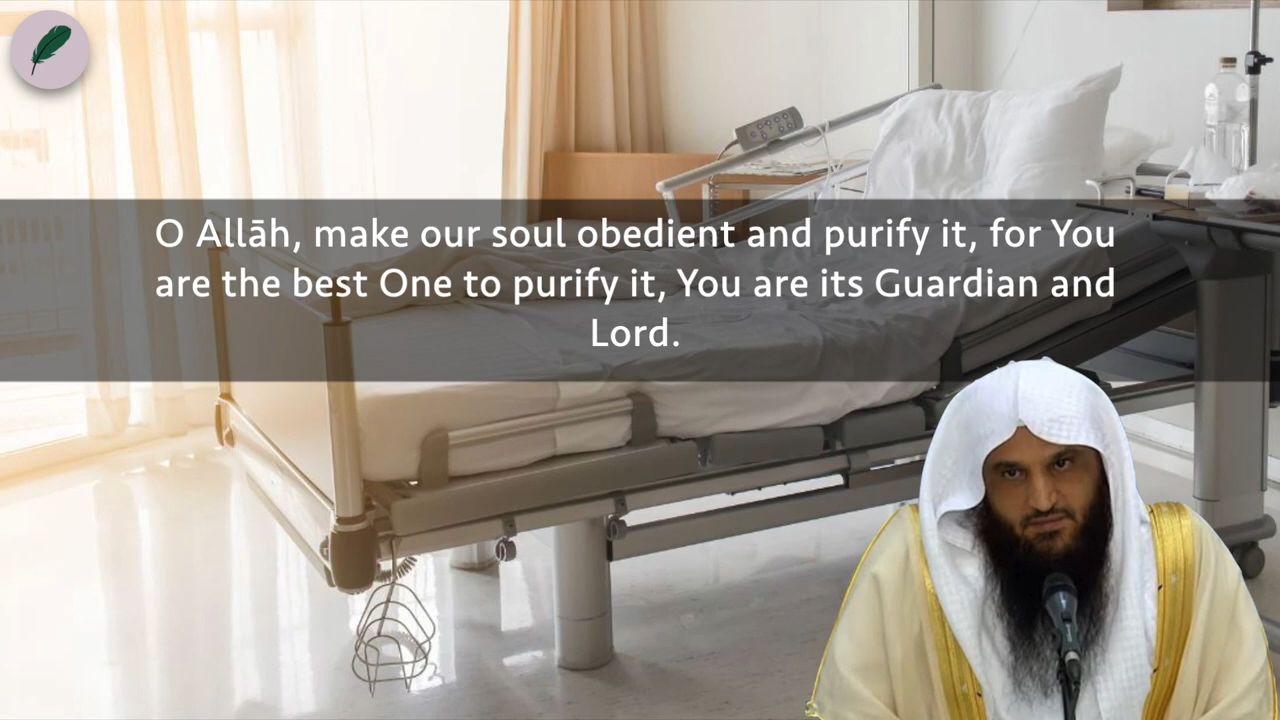 O Allāh, make our soul obedient and purify it, for You
are the best One to purify it, You are its Guardian and
Lord.